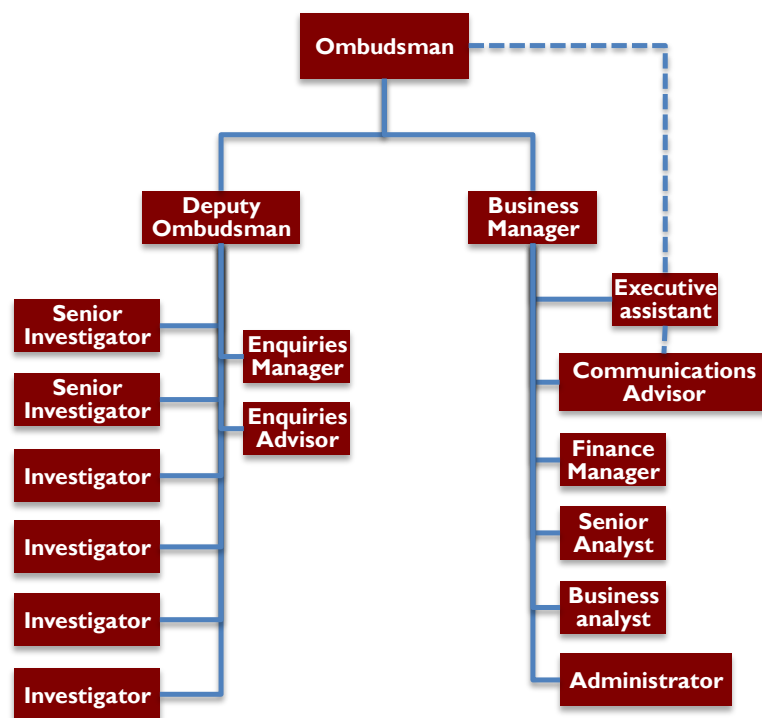 Ombudsman
Deputy
Ombudsman
Business
Manager
Senior
Investigator
Senior
Investigator
Investigator
Investigator
Investigator
Investigator
Enquiries
Manager
Enquiries
Advisor
Executive
assistant
Communications
Advisor
Finance
Manager
Senior
Analyst
Business
analyst
Administrator